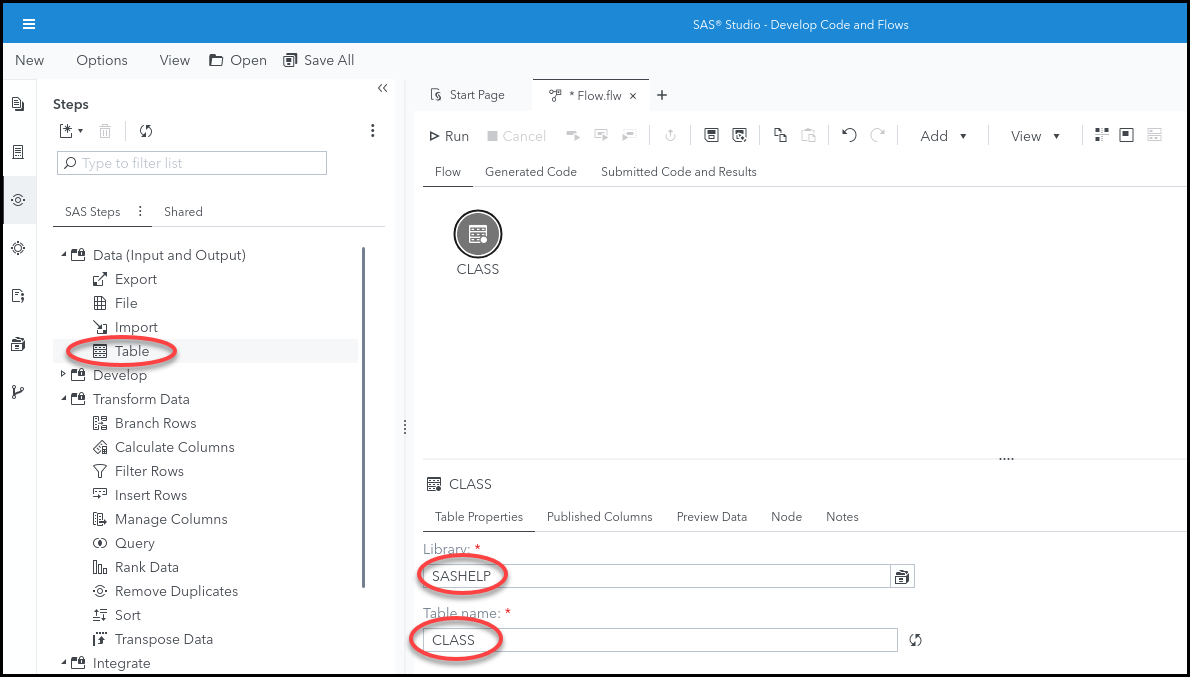 SAS® Studio - Develop Code and Flows
New Options View Open Save All
Steps
Type to filter list
SAS Steps Shared
Data (Input and Output)
Export
File
Import
Table
Develop
Transform Data
Branch Rows
Calculate Columns
Filter Rows
Insert Rows
Manage Columns
Query
Rank Data
Remove Duplicates
Sort
Transpose Data
Integrate
Start Page * Flow.flw × +
Run Cancel Add View
Flow Generated Code Submitted Code and Results
CLASS
CLASS
Table Properties Published Columns Preview Data Node Notes
Library: *
SASHELP
Table name: *
CLASS